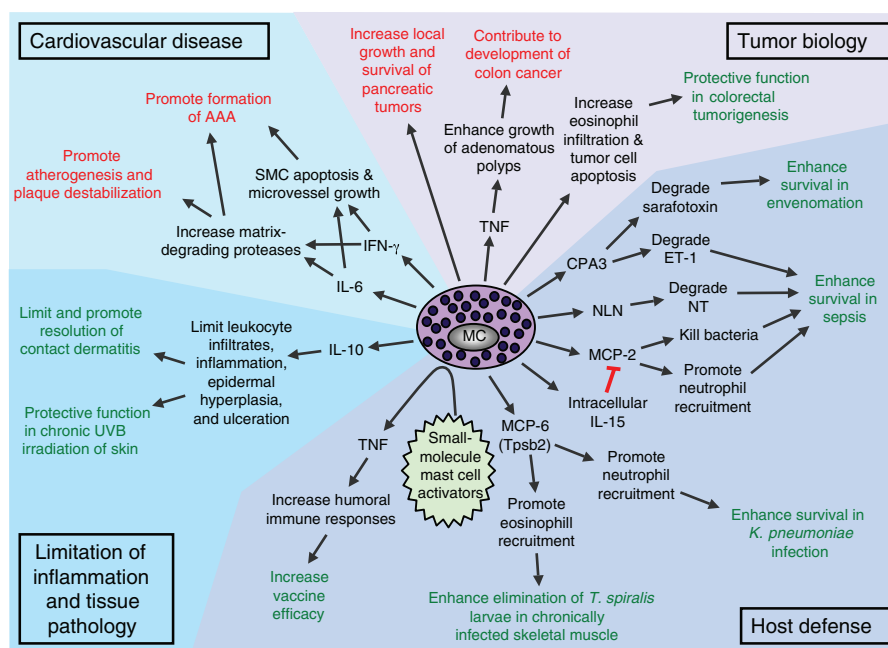 Cardiovascular disease
Promote formation
of AAA
Promote
atherogenesis and
plaque destabilization
SMC apoptosis &
microvessel growth
Increase matrix-
degrading proteases
IFN-γ
IL-6
Increase local
growth and
survival of
pancreatic
tumors
Contribute to
development of
colon cancer
Enhance growth
of adenomatous
polyps
TNF
Increase
eosinophil
infiltration &
tumor cell
apoptosis
Tumor biology
Protective function
in colorectal
tumorigenesis
Degrade
sarafotoxin
Enhance
survival in
envenomation
CPA3
Degrade
ET-1
NLN
Degrade
NT
Enhance
survival in
sepsis
MC
MCP-2
Kill bacteria
Promote
neutrophil
recruitment
Intracellular
IL-15
Limit and promote
resolution of
contact dermatitis
Limit leukocyte
infiltrates,
inflammation,
epidermal
hyperplasia,
and ulceration
IL-10
Protective function
in chronic UVB
irradiation of skin
TNF
Increase humoral
immune responses
Increase
vaccine
efficacy
Small-
molecule
mast cell
activators
MCP-6
(Tpsb2)
Promote
eosinophill
recruitment
Enhance elimination of T. spiralis
larvae in chronically
infected skeletal muscle
Promote
neutrophil
recruitment
Enhance survival in
K. pneumoniae
infection
Limitation of
inflammation
and tissue
pathology
Host defense